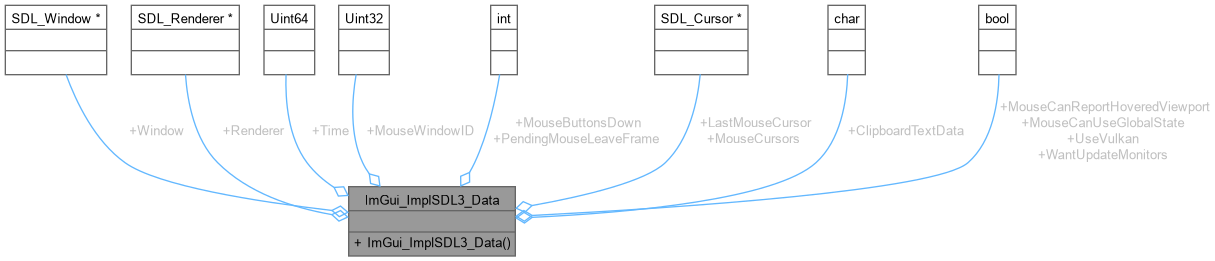 SDL_Window *
SDL_Renderer *
Uint64
Uint32
int
SDL_Cursor *
char
bool
+Window
+Renderer
+Time
+MouseWindowID
+MouseButtonsDown
+PendingMouseLeaveFrame
+LastMouseCursor
+MouseCursors
+ClipboardTextData
+MouseCanReportHoveredViewport
+MouseCanUseGlobalState
+UseVulkan
+WantUpdateMonitors
ImGui_ImplSDL3_Data
+ ImGui_ImplSDL3_Data()